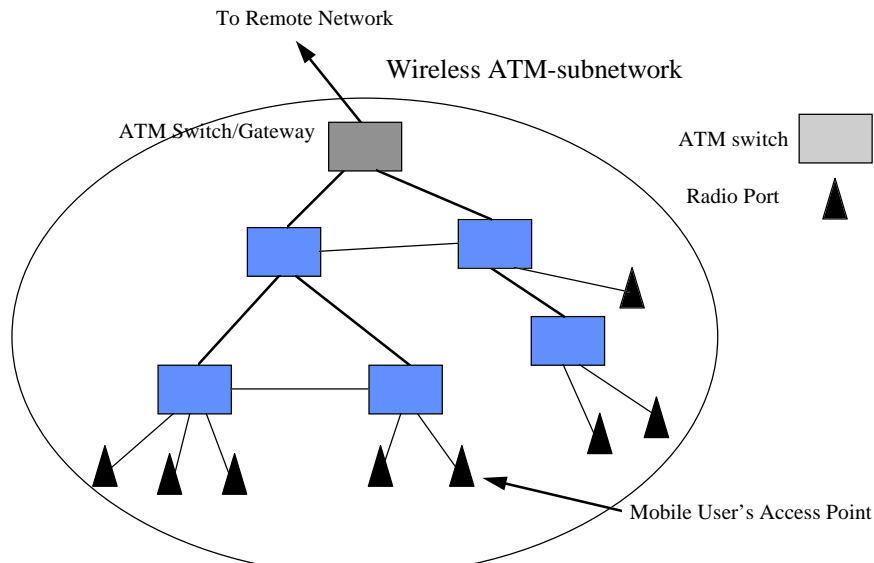 To Remote Network
Wireless ATM-subnetwork
ATM Switch/Gateway
ATM switch
Radio Port
Mobile User's Access Point